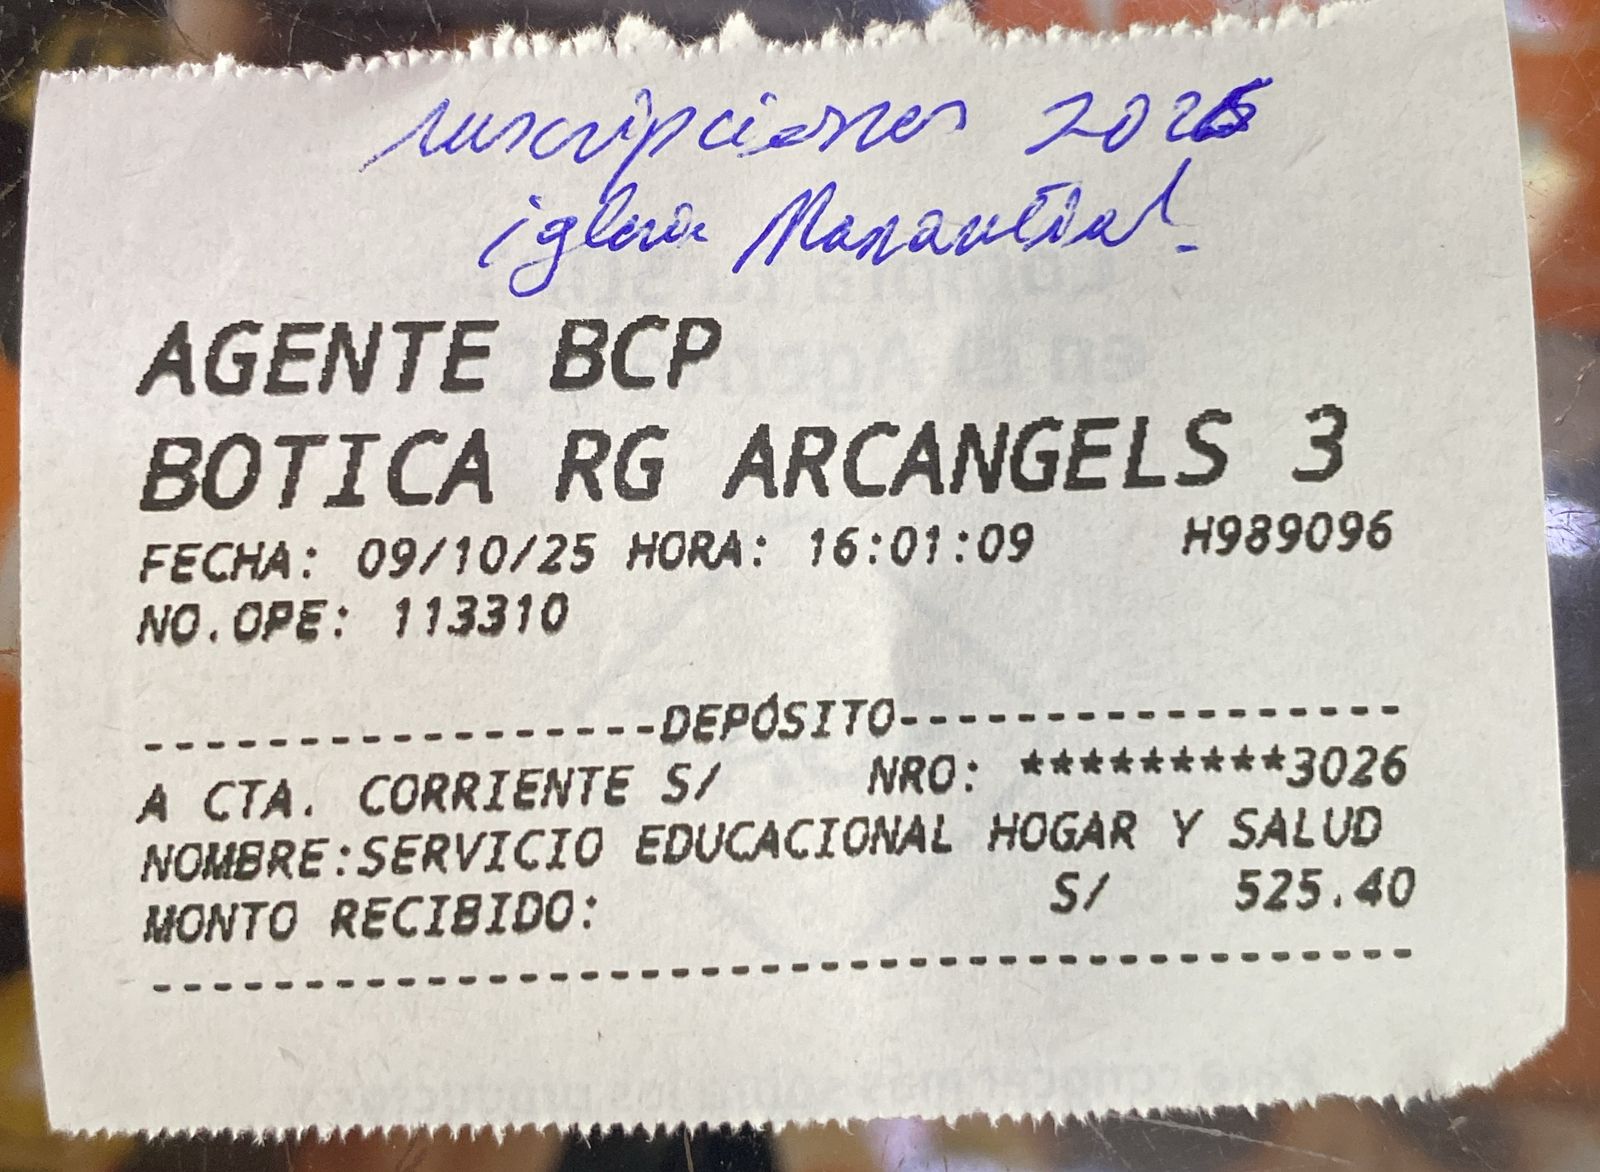 suscripciones 2025
iglesia Manantial.
AGENTE BCP
BOTICA RG ARCANGELS 3
FECHA: 09/10/25 HORA: 16:01:09 H989096
NO.OPE: 113310
-----------------DEPÓSITO-----------------
A CTA. CORRIENTE S/ NRO: *********3026
NOMBRE:SERVICIO EDUCACIONAL HOGAR Y SALUD
MONTO RECIBIDO: S/ 525.40
------------------------------------------